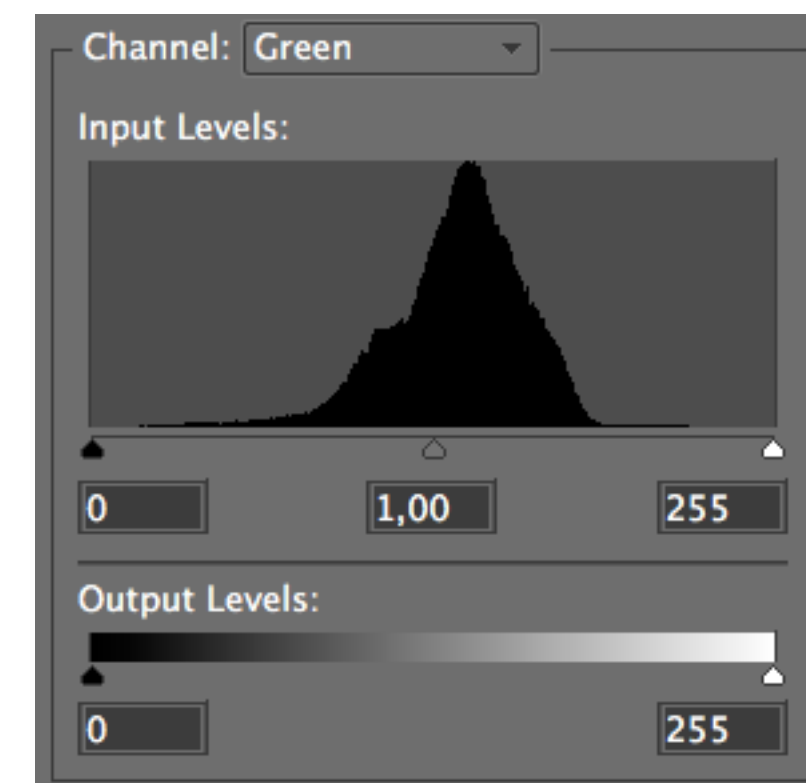 Channel: Green
Input Levels:
0 1,00 255
Output Levels:
0 255